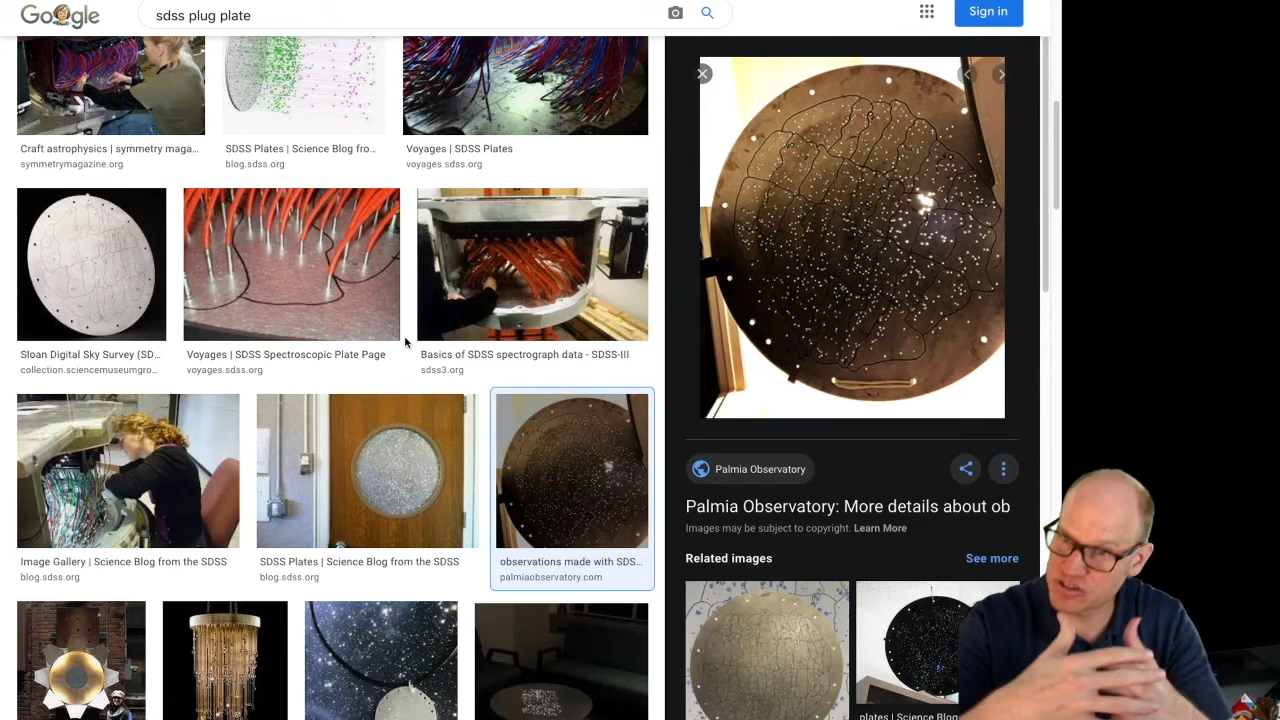 Google
sdss plug plate
Sign in
Craft astrophysics | symmetry maga...
symmetrymagazine.org
SDSS Plates | Science Blog fro...
blog.sdss.org
Voyages | SDSS Plates
voyages.sdss.org
Sloan Digital Sky Survey (SD...
collection.sciencemuseumgro...
Voyages | SDSS Spectroscopic Plate Page
voyages.sdss.org
Basics of SDSS spectrograph data - SDSS-III
sdss3.org
Image Gallery | Science Blog from the SDSS
blog.sdss.org
SDSS Plates | Science Blog from the SDSS
blog.sdss.org
observations made with SDS...
palmiaobservatory.com
Palmia Observatory
Palmia Observatory: More details about ob
Images may be subject to copyright. Learn More
Related images
See more
plates | Science Blog